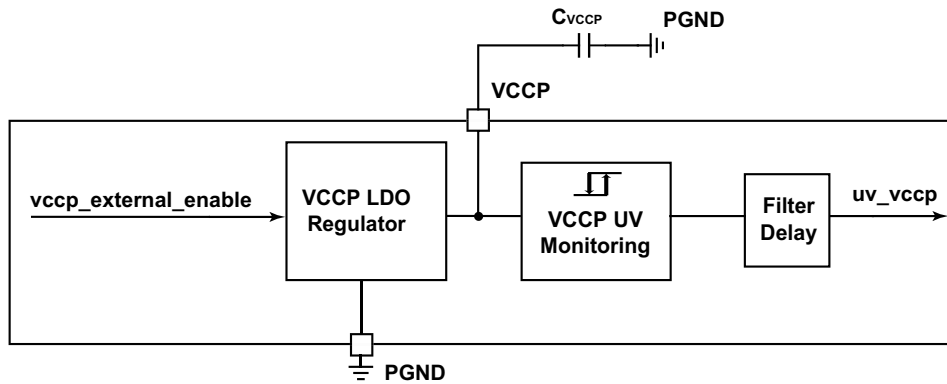 CVCCP
PGND
VCCP
vccp_external_enable
VCCP LDO
Regulator
VCCP UV
Monitoring
Filter
Delay
uv_vccp
PGND